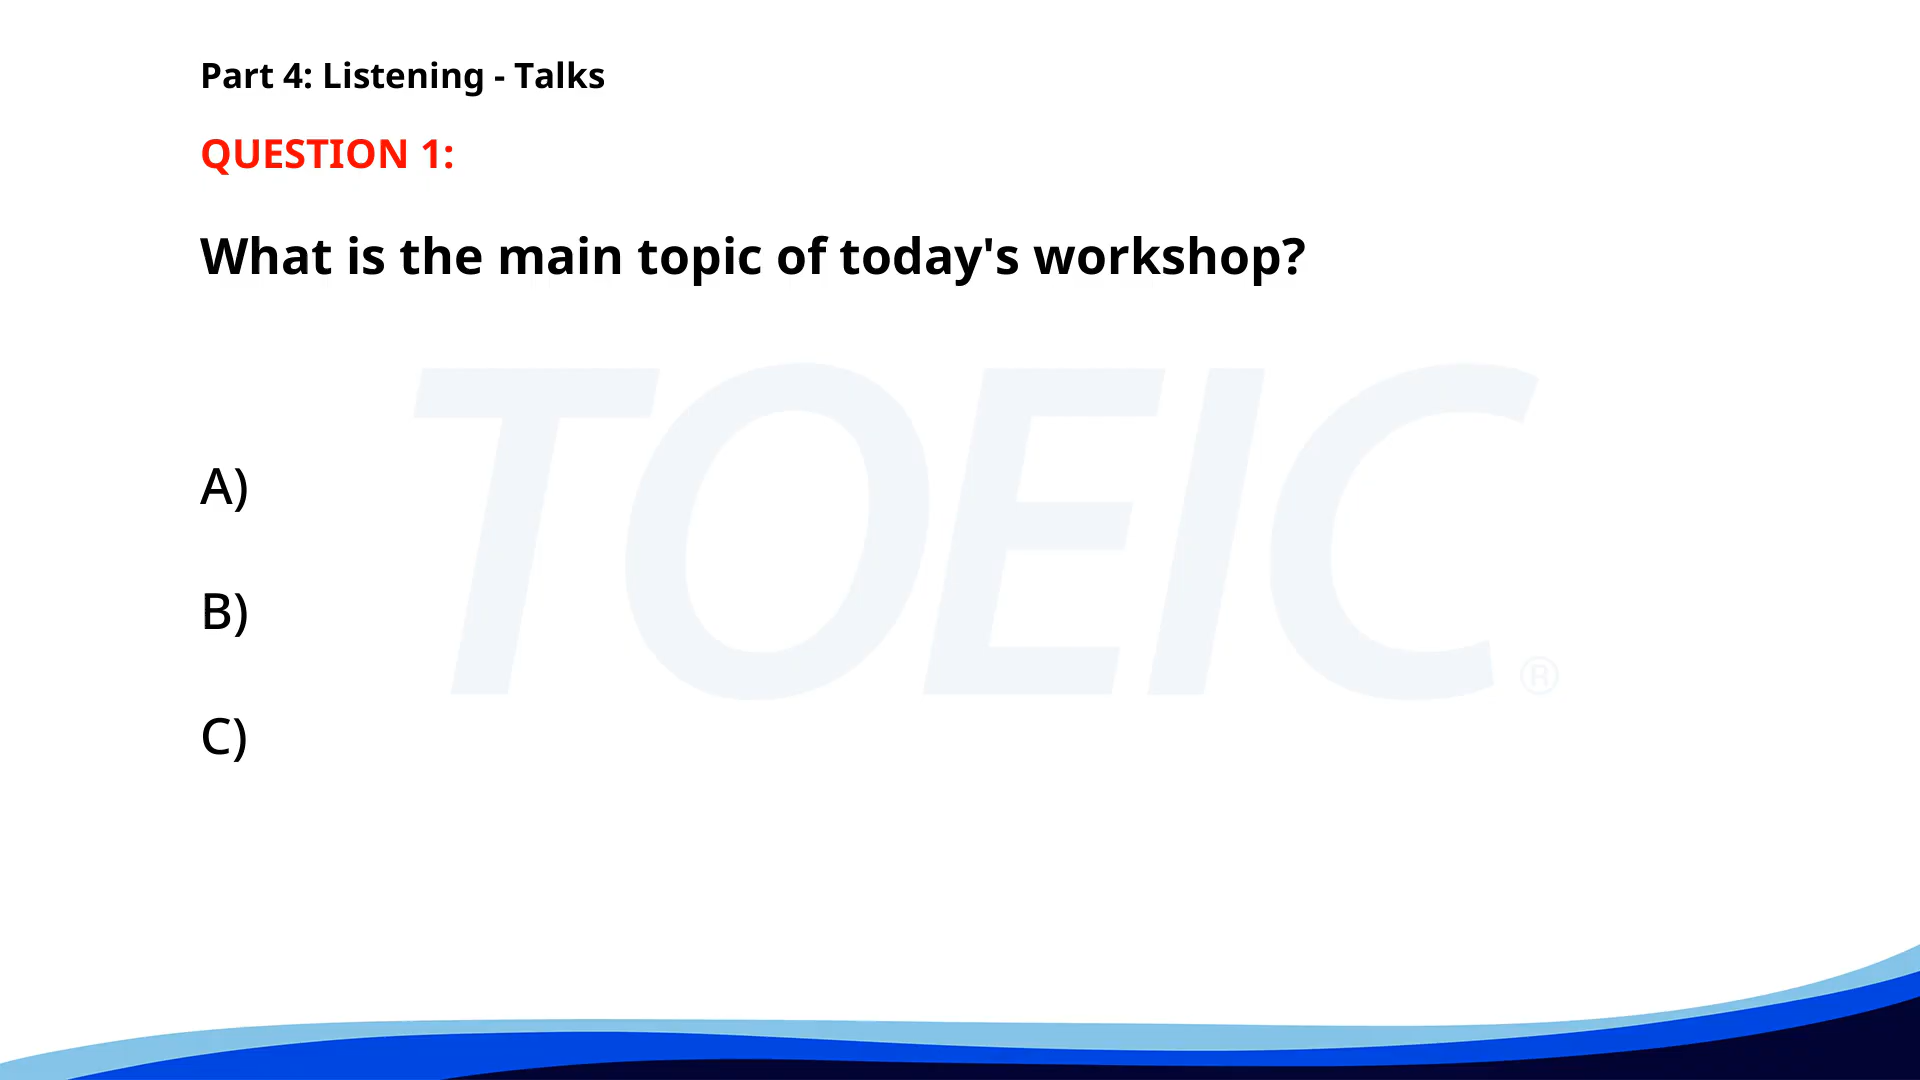 Part 4: Listening - Talks
QUESTION 1:
What is the main topic of today's workshop?
TOEIC®
A)
B)
C)